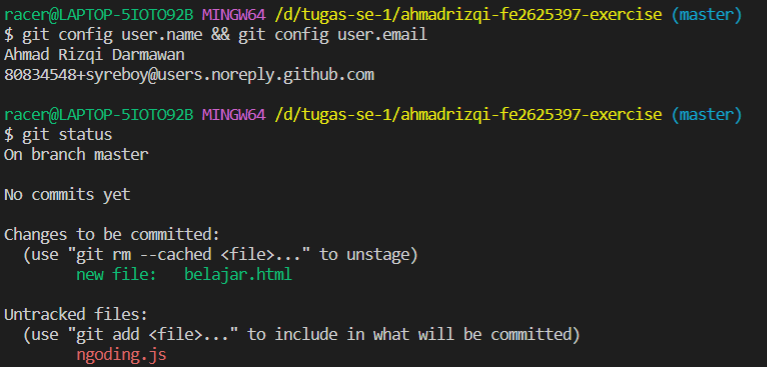 racer@LAPTOP-5IOTO92B MINGW64 /d/tugas-se-1/ahmadrizqi-fe2625397-exercise (master)
$ git config user.name && git config user.email
Ahmad Rizqi Darmawan
80834548+syreboy@users.noreply.github.com
racer@LAPTOP-5IOTO92B MINGW64 /d/tugas-se-1/ahmadrizqi-fe2625397-exercise (master)
$ git status
On branch master
No commits yet
Changes to be committed:
(use "git rm --cached <file>..." to unstage)
new file:   belajar.html
Untracked files:
(use "git add <file>..." to include in what will be committed)
ngoding.js